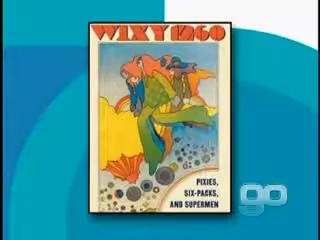 WIXY 1260
PIXIES,
SIX-PACKS,
AND SUPERMEN
go